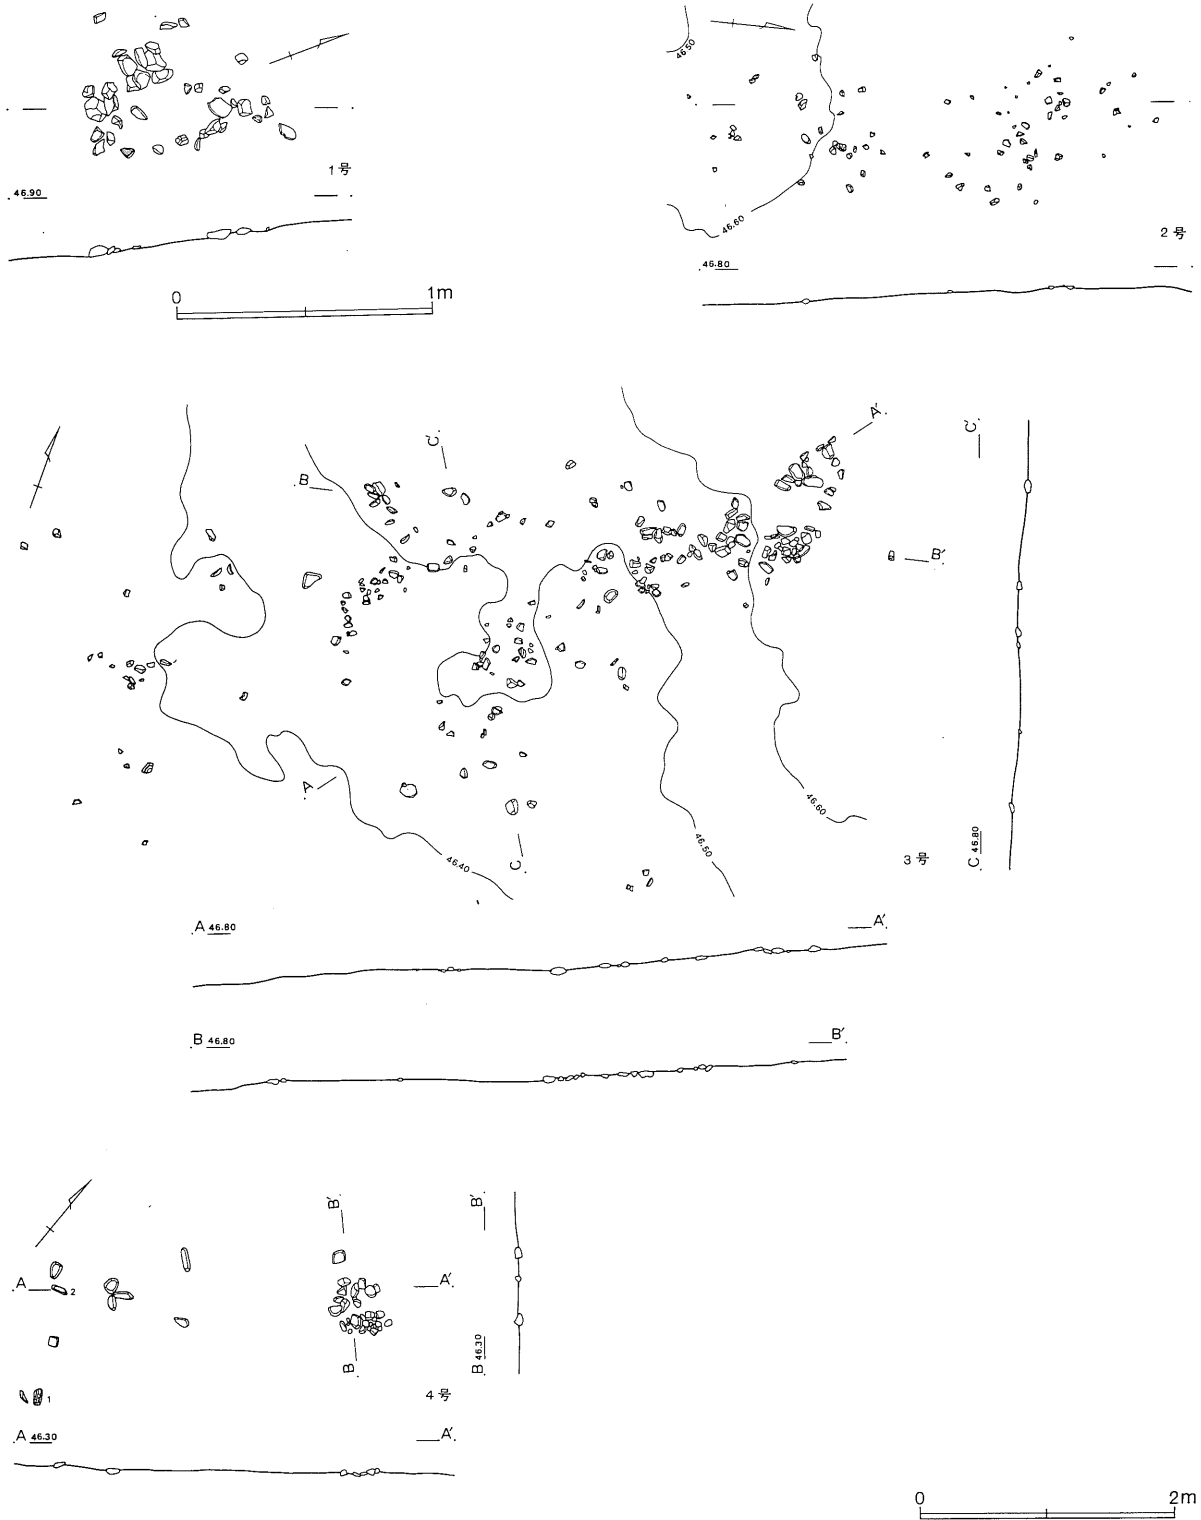 1号
46.90
0 1m
46.50
46.60
2号
46.80
A'
C'
B
B'
A
C
46.40
46.50
46.60
3号
C' 
C 46.80
A 46.80 A'
B 46.80 B'
B'
A 2 A'
B
1
4号
B'
B 46.30
A 46.30 A'
0 2m